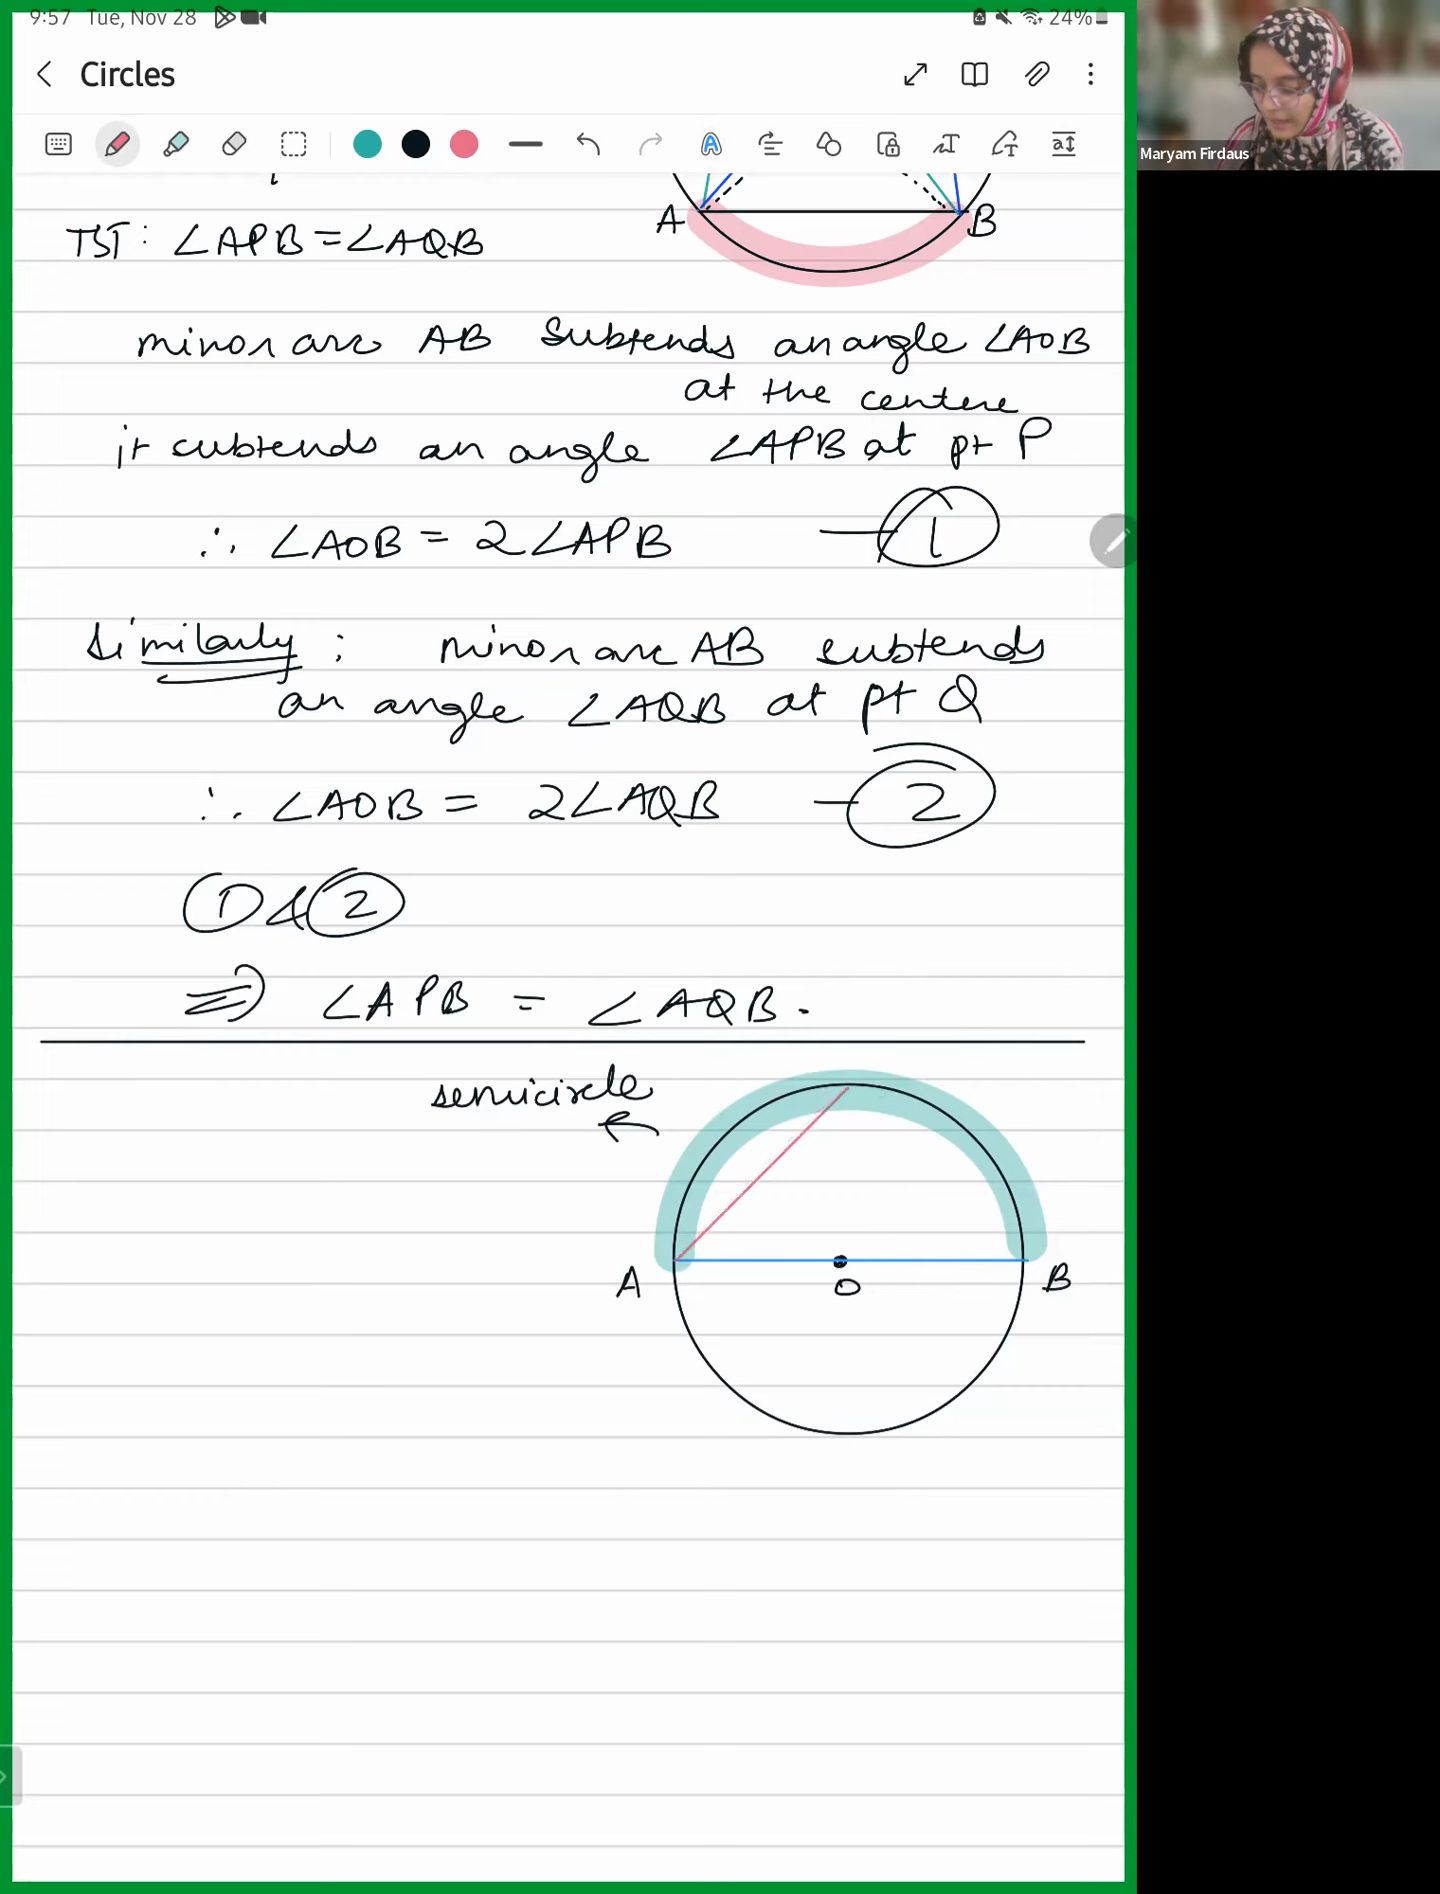 9:57 Tue, Nov 28
24%
Maryam Firdaus
Circles
A
B
TST: ∠APB = ∠AQB
minor arc AB subtends an angle ∠AOB
at the centere
it subtends an angle ∠APB at pt P
∴ ∠AOB = 2∠APB — 1
Similarly : minor arc AB subtends
an angle ∠AQB at pt Q
∴ ∠AOB = 2∠AQB — 2
1 & 2
⇒ ∠APB = ∠AQB.
semicircle
←
A
O
B